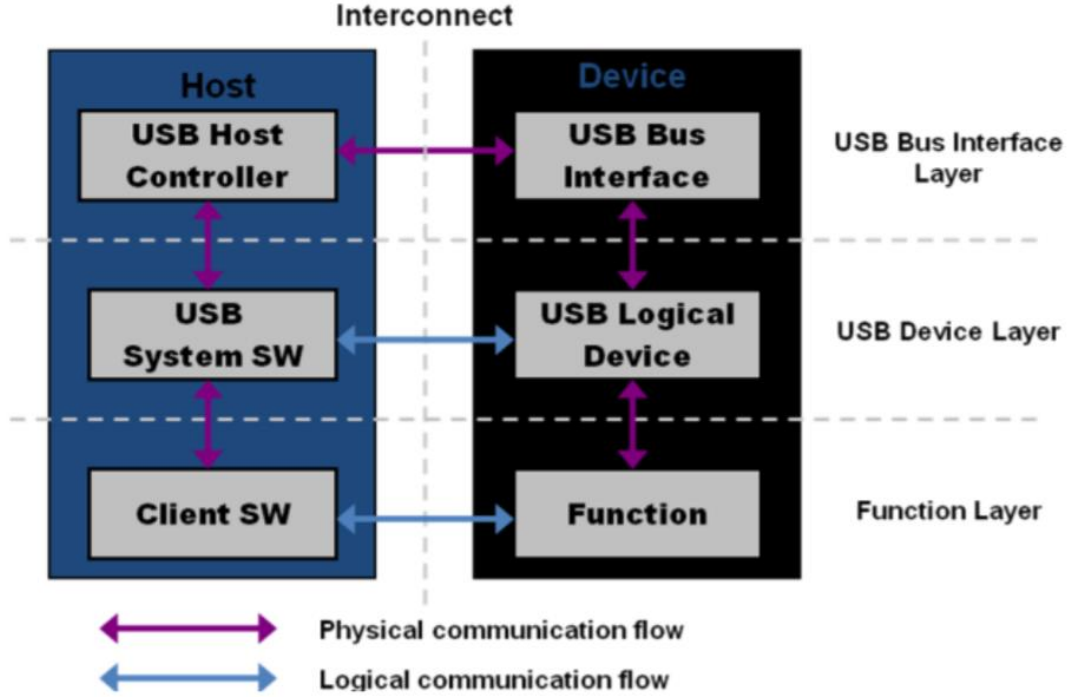 Interconnect
Host
Device
USB Host
Controller
USB Bus
Interface
USB Bus Interface
Layer
USB
System SW
USB Logical
Device
USB Device Layer
Client SW
Function
Function Layer
Physical communication flow
Logical communication flow